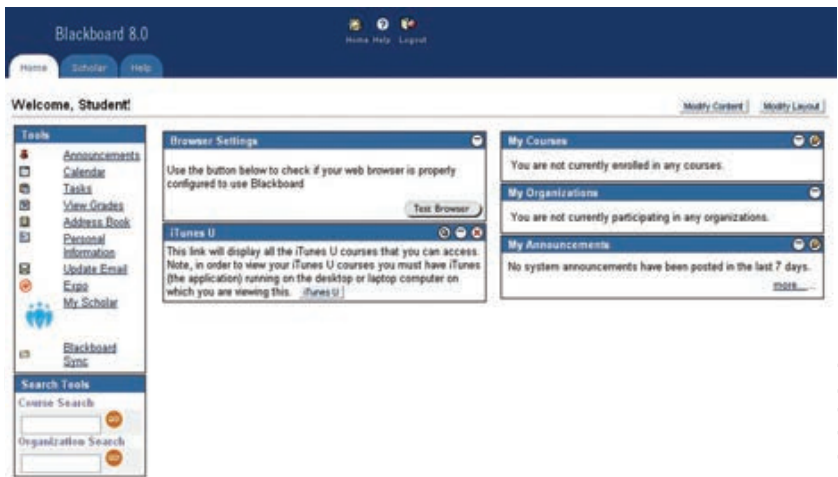 Blackboard 8.0
Home Help Logout
Home Scholar Help
Welcome, Student!
Modify Content Modify Layout
Tools
Announcements
Calendar
Tasks
View Grades
Address Book
Personal
Information
Update Email
Expo
My Scholar
Blackboard
Sync
Search Tools
Course Search
GO
Organization Search
GO
Browser Settings
Use the button below to check if your web browser is properly
configured to use Blackboard
Test Browser
iTunes U
This link will display all the iTunes U courses that you can access.
Note, in order to view your iTunes U courses you must have iTunes
(the application) running on the desktop or laptop computer on
which you are viewing this. iTunes U
My Courses
You are not currently enrolled in any courses.
My Organizations
You are not currently participating in any organizations.
My Announcements
No system announcements have been posted in the last 7 days.
more...